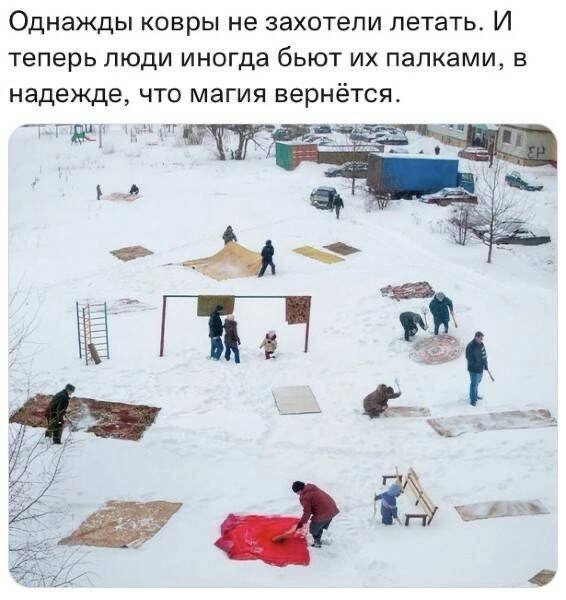 Однажды ковры не захотели летать. И
теперь люди иногда бьют их палками, в
надежде, что магия вернётся.